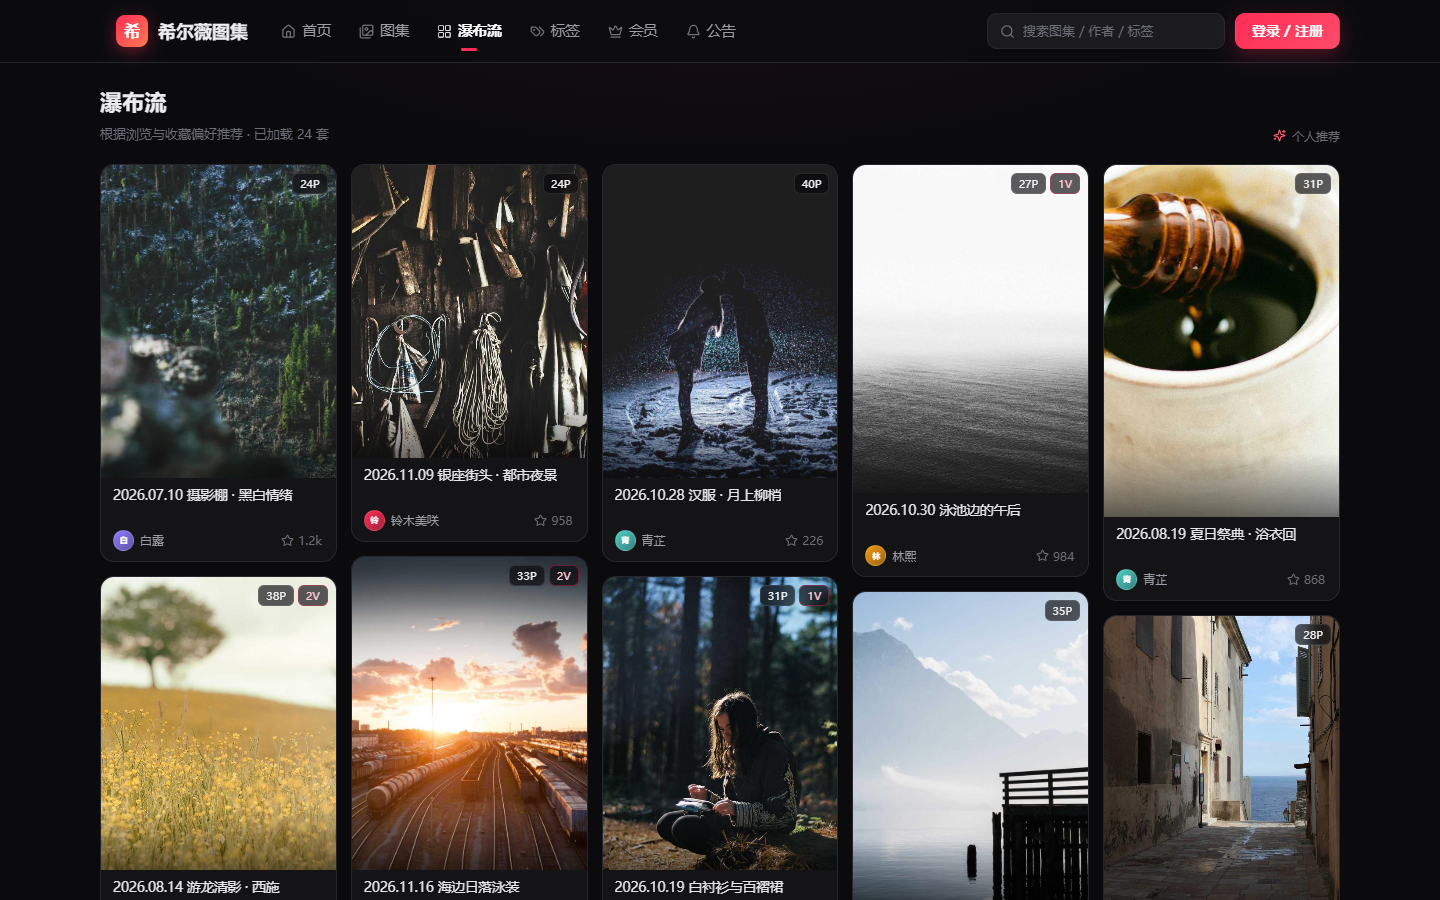 希 希尔薇图集 首页 图集 瀑布流 标签 会员 公告 搜索图集 / 作者 / 标签 登录 / 注册
瀑布流
根据浏览与收藏偏好推荐 · 已加载 24 套
个人推荐
24P
2026.07.10 摄影棚 · 黑白情绪
白 白露 1.2k
24P
2026.11.09 银座街头 · 都市夜景
铃 铃木美咲 958
40P
2026.10.28 汉服 · 月上柳梢
青 青芷 226
27P 1V
2026.10.30 泳池边的午后
林 林熙 984
31P
2026.08.19 夏日祭典 · 浴衣回
青 青芷 868
38P 2V
2026.08.14 游龙清影 · 西施
33P 2V
2026.11.16 海边日落泳装
31P 1V
2026.10.19 白衬衫与百褶裙
35P
28P